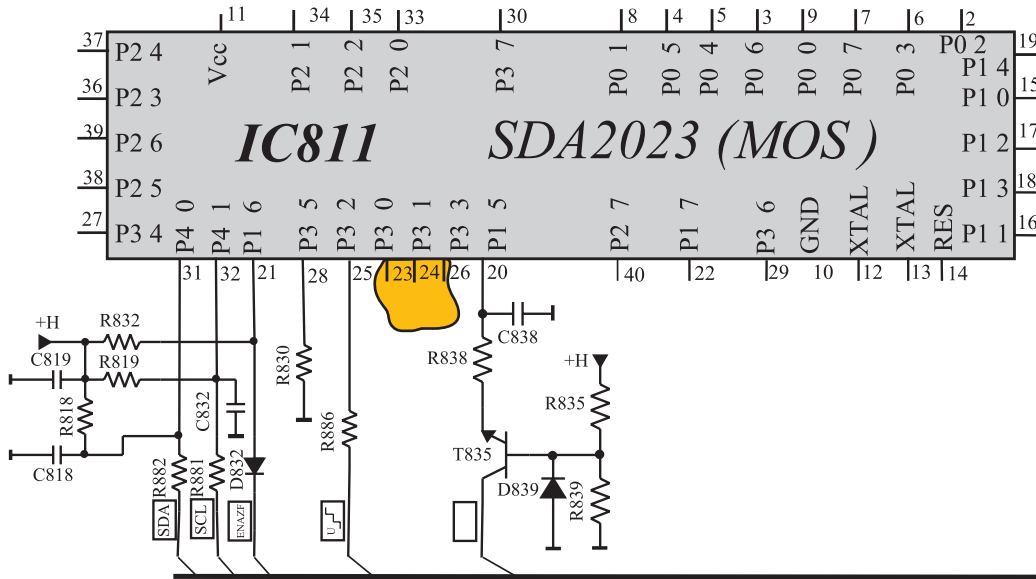 11 34 35 33 30 8 4 5 3 9 7 6 2
37 P2 4 Vcc P2 1 P2 2 P2 0 P3 7 P0 1 P0 5 P0 4 P0 6 P0 0 P0 7 P0 3 P0 2 19
P1 4
36 P2 3 P1 0 15
39 P2 6 IC811 SDA2023 (MOS ) P1 2 17
38 P2 5 P1 3 18
27 P3 4 P4 0 P4 1 P1 6 P3 5 P3 2 P3 0 P3 1 P3 3 P1 5 P2 7 P1 7 P3 6 GND XTAL XTAL RES P1 1 16
31 32 21 28 25 23 24 26 20 40 22 29 10 12 13 14
+H R832
C838
C819 R819
R830
R838
+H
R818
C832
R835
R886
C818
R882
R881
D832
T835
D839
R839
SDA
SCL
ENAZF
U